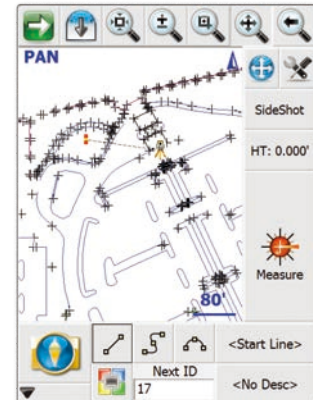 PAN
SideShot
HT: 0.000'
Measure
80'
<Start Line>
Next ID
17
<No Desc>